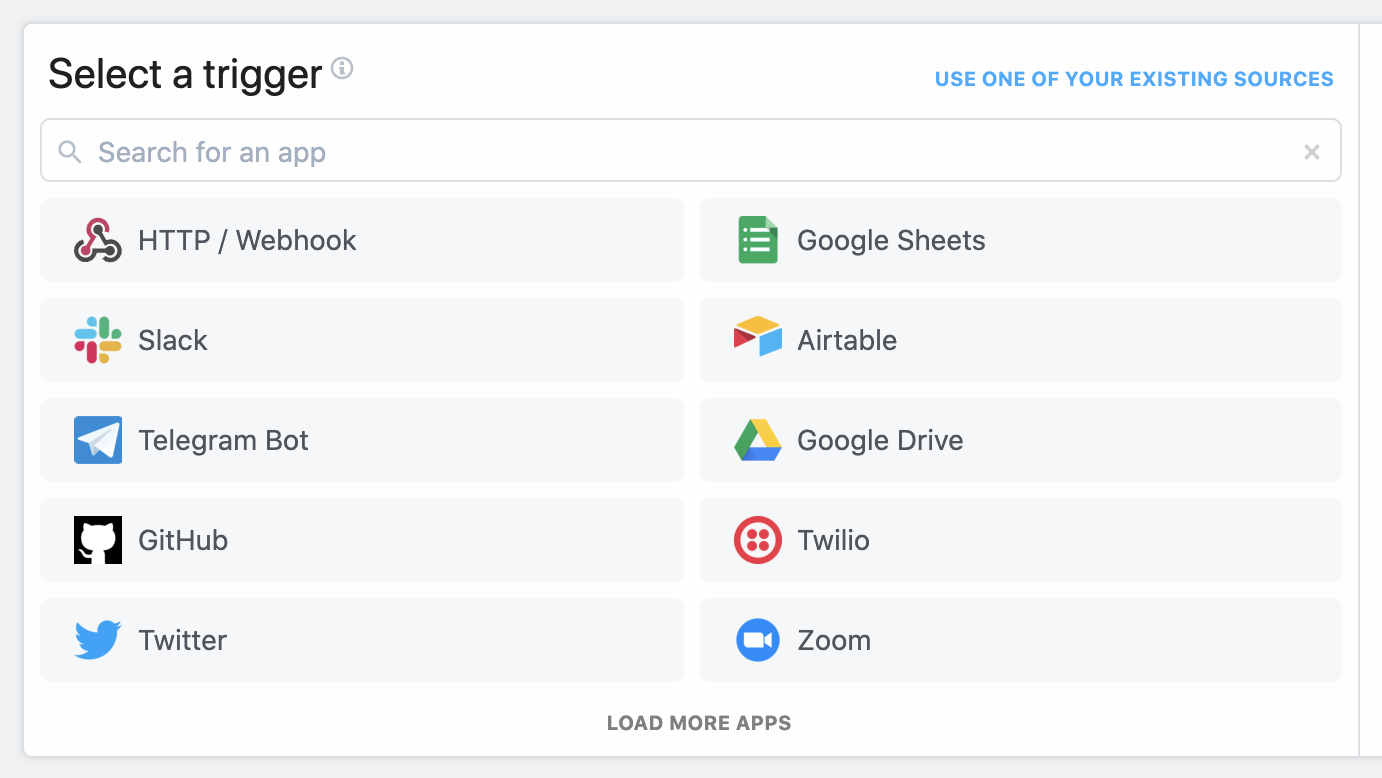 Select a trigger
USE ONE OF YOUR EXISTING SOURCES
Search for an app
HTTP / Webhook
Google Sheets
Slack
Airtable
Telegram Bot
Google Drive
GitHub
Twilio
Twitter
Zoom
LOAD MORE APPS